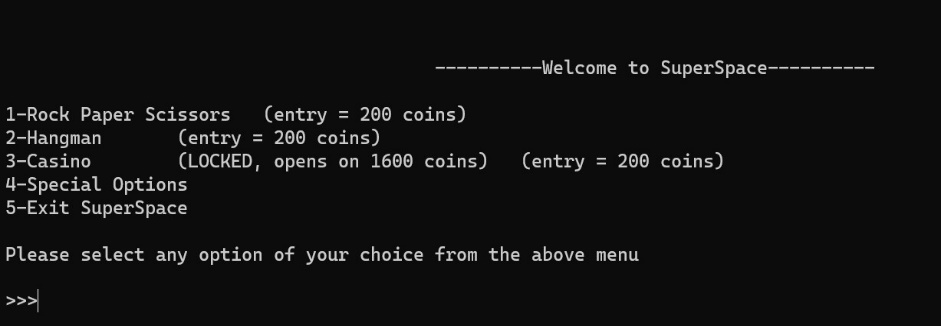 ----------Welcome to SuperSpace----------
1-Rock Paper Scissors   (entry = 200 coins)
2-Hangman       (entry = 200 coins)
3-Casino        (LOCKED, opens on 1600 coins)   (entry = 200 coins)
4-Special Options
5-Exit SuperSpace
Please select any option of your choice from the above menu
>>>